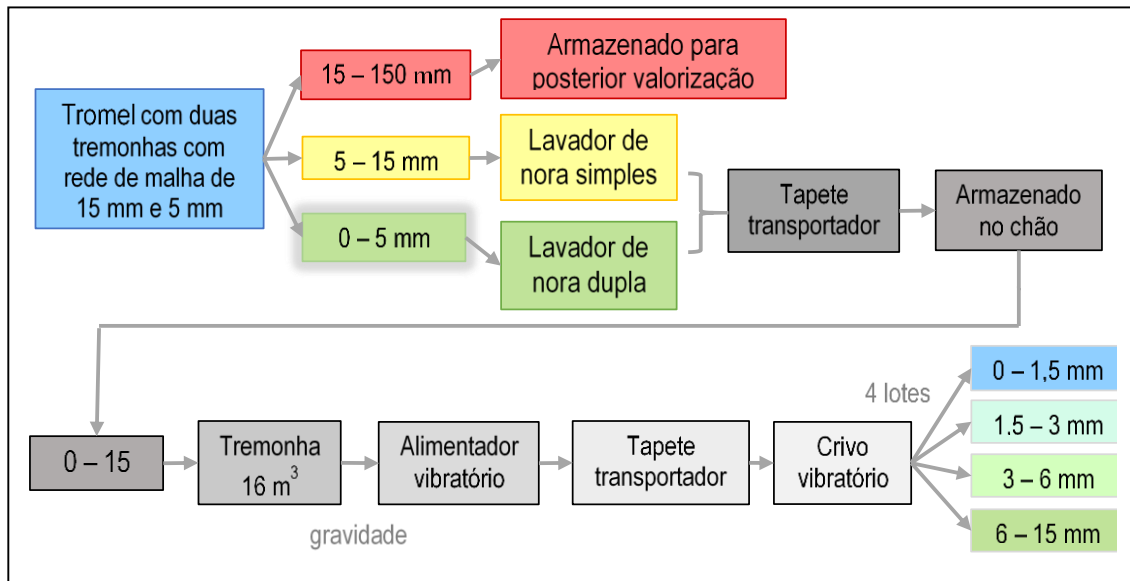 15 – 150 mm
Armazenado para
posterior valorização
Tromel com duas
tremonhas com
rede de malha de
15 mm e 5 mm
5 – 15 mm
Lavador de
nora simples
0 – 5 mm
Lavador de
nora dupla
Tapete
transportador
Armazenado
no chão
0 – 15
Tremonha
16 m³
gravidade
Alimentador
vibratório
Tapete
transportador
Crivo
vibratório
4 lotes
0 – 1,5 mm
1.5 – 3 mm
3 – 6 mm
6 – 15 mm